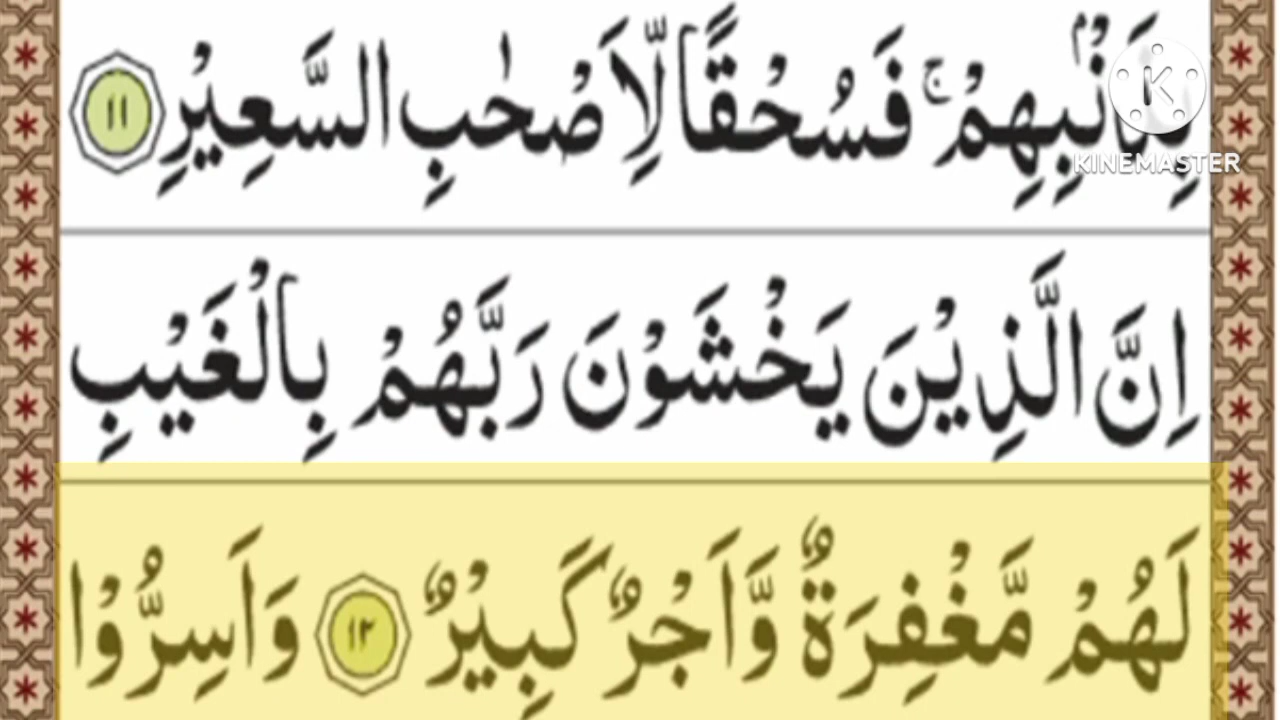 بِذَنْۢبِهِمْ ۚ فَسُحْقًا لِّاَصْحٰبِ السَّعِيْرِ ١١
KINEMASTER
اِنَّ الَّذِيْنَ يَخْشَوْنَ رَبَّهُمْ بِالْغَيْبِ
لَهُمْ مَّغْفِرَةٌ وَّاَجْرٌ كَبِيْرٌ ١٢ وَاَسِرُّوْا